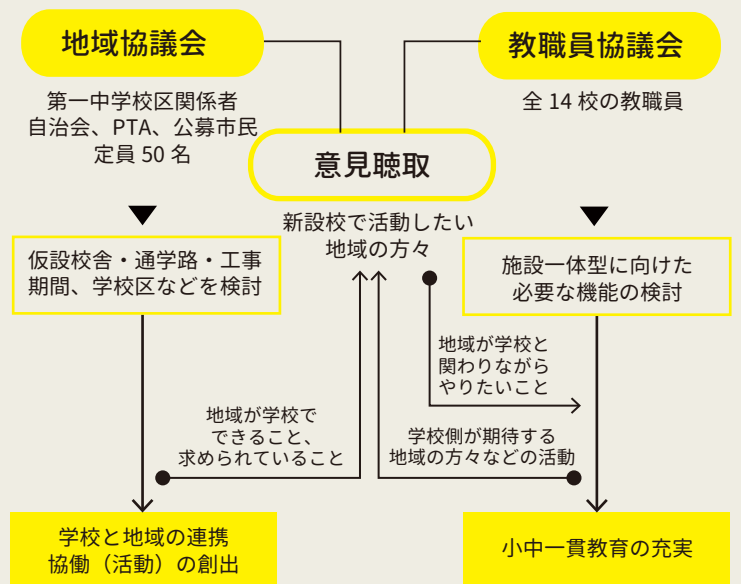 地域協議会
第一中学校区関係者
自治会、PTA、公募市民
定員 50 名
教職員協議会
全 14 校の教職員
意見聴取
新設校で活動したい
地域の方々
仮設校舎・通学路・工事
期間、学校区などを検討
施設一体型に向けた
必要な機能の検討
地域が学校と
関わりながら
やりたいこと
地域が学校で
できること、
求められていること
学校側が期待する
地域の方々などの活動
学校と地域の連携
協働（活動）の創出
小中一貫教育の充実